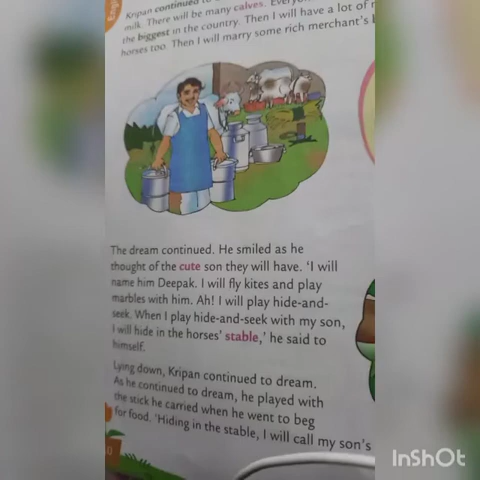 Kripan continued to
milk. There will be many calves. Everyon
the biggest in the country. Then I will have a lot of
horses too. Then I will marry some rich merchant's
The dream continued. He smiled as he
thought of the cute son they will have. 'I will
name him Deepak. I will fly kites and play
marbles with him. Ah! I will play hide-and-
seek. When I play hide-and-seek with my son,
I will hide in the horses' stable,' he said to
himself.
Lying down, Kripan continued to dream.
As he continued to dream, he played with
the stick he carried when he went to beg
for food. 'Hiding in the stable, I will call my son's
InShOt